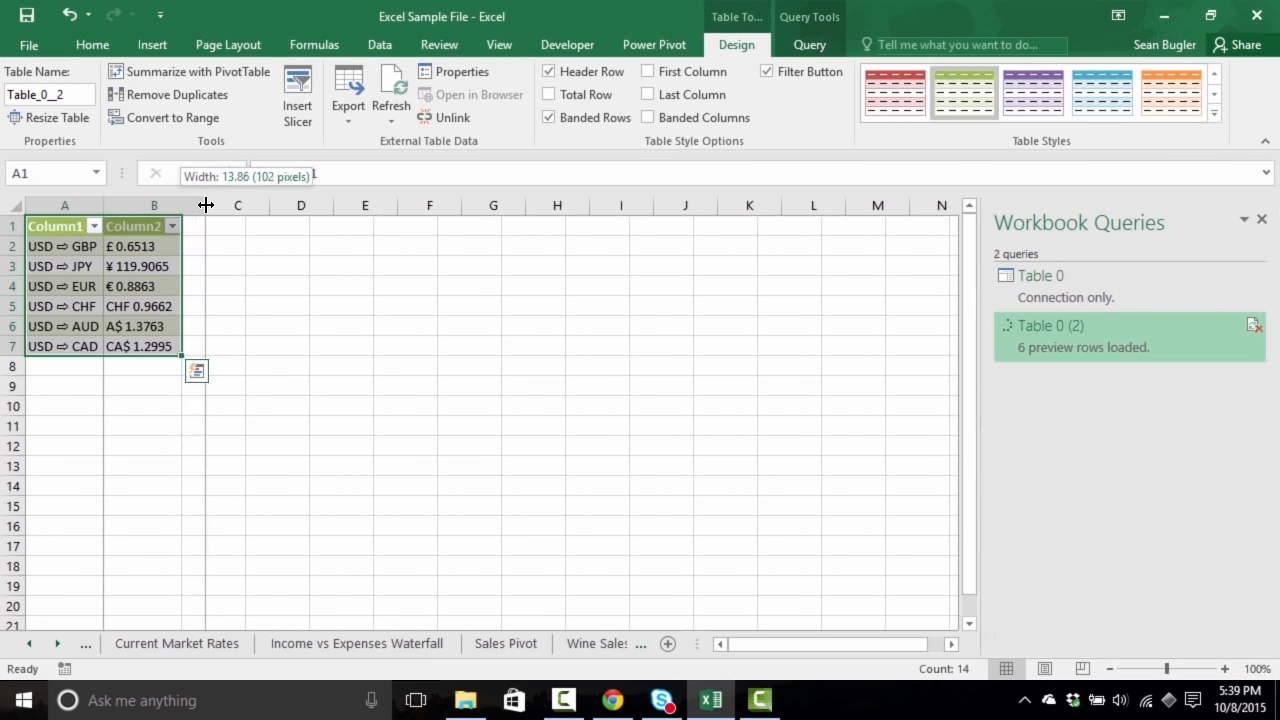 Excel Sample File - Excel
Table To...
Query Tools
File
Home
Insert
Page Layout
Formulas
Data
Review
View
Developer
Power Pivot
Design
Query
Tell me what you want to do...
Sean Bugler
Share
Table Name:
Table_0__2
Resize Table
Properties
Summarize with PivotTable
Remove Duplicates
Convert to Range
Insert
Slicer
Tools
Export
Refresh
Properties
Open in Browser
Unlink
External Table Data
Header Row
Total Row
Banded Rows
First Column
Last Column
Banded Columns
Filter Button
Table Style Options
Table Styles
A1
Width: 13.86 (102 pixels)
A B C D E F G H I J K L M N
1 Column1 Column2
2 USD ⇨ GBP £ 0.6513
3 USD ⇨ JPY ¥ 119.9065
4 USD ⇨ EUR € 0.8863
5 USD ⇨ CHF CHF 0.9662
6 USD ⇨ AUD A$ 1.3763
7 USD ⇨ CAD CA$ 1.2995
8
9
10
11
12
13
14
15
16
17
18
19
20
21
Workbook Queries
2 queries
Table 0
Connection only.
Table 0 (2)
6 preview rows loaded.
...
Current Market Rates
Income vs Expenses Waterfall
Sales Pivot
Wine Sales
...
Ready
Count: 14
100%
Ask me anything
5:39 PM
10/8/2015